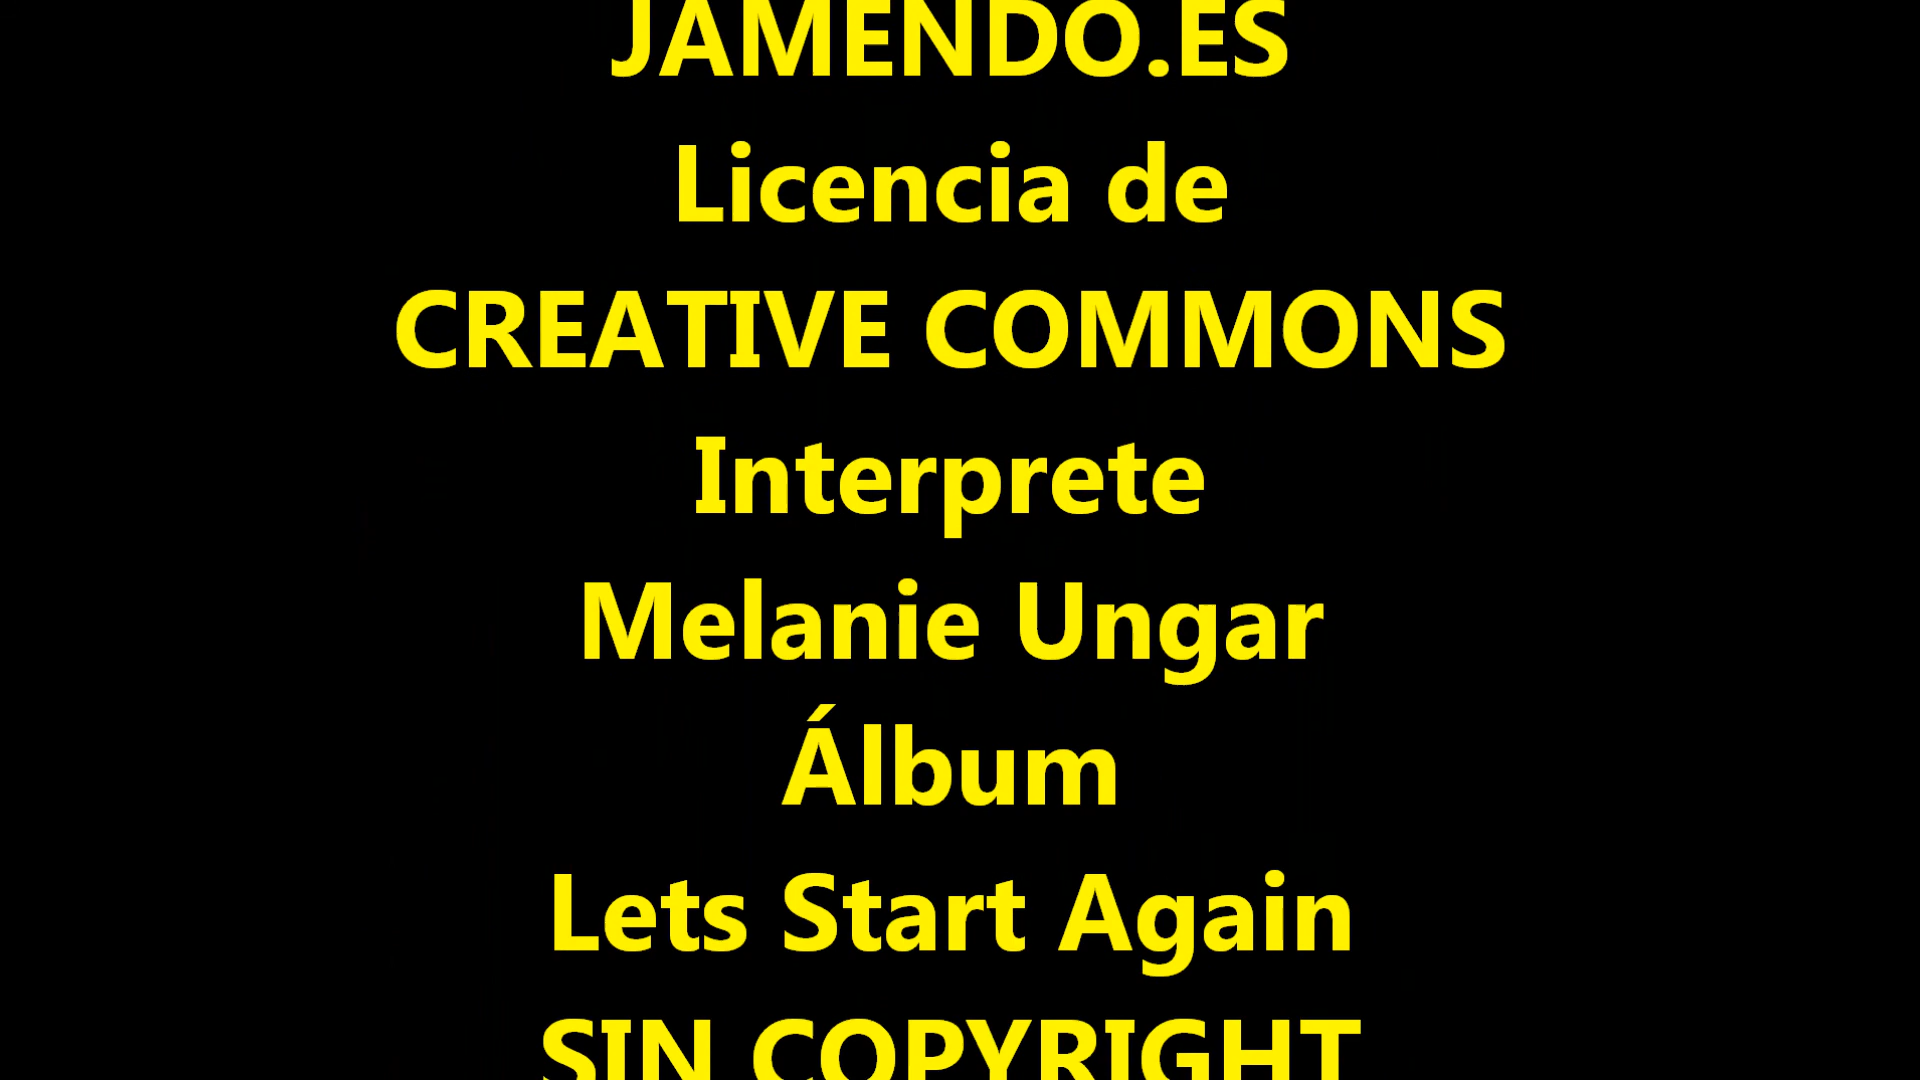 JAMENDO.ES
Licencia de
CREATIVE COMMONS
Interprete
Melanie Ungar
Álbum
Lets Start Again
SIN COPYRIGHT